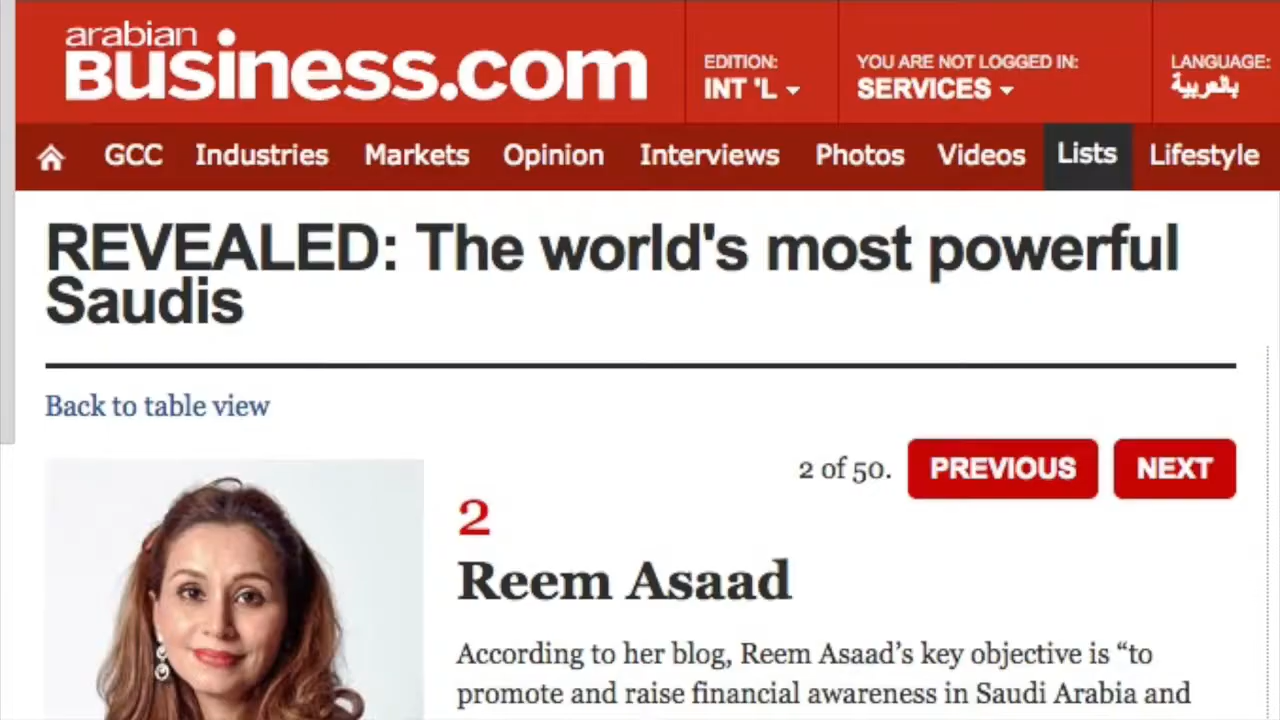 arabian
Business.com
EDITION:
INT 'L
YOU ARE NOT LOGGED IN:
SERVICES
LANGUAGE:
بالعربية
GCC Industries Markets Opinion Interviews Photos Videos Lists Lifestyle
REVEALED: The world's most powerful
Saudis
Back to table view
2 of 50. PREVIOUS NEXT
2
Reem Asaad
According to her blog, Reem Asaad’s key objective is “to
promote and raise financial awareness in Saudi Arabia and